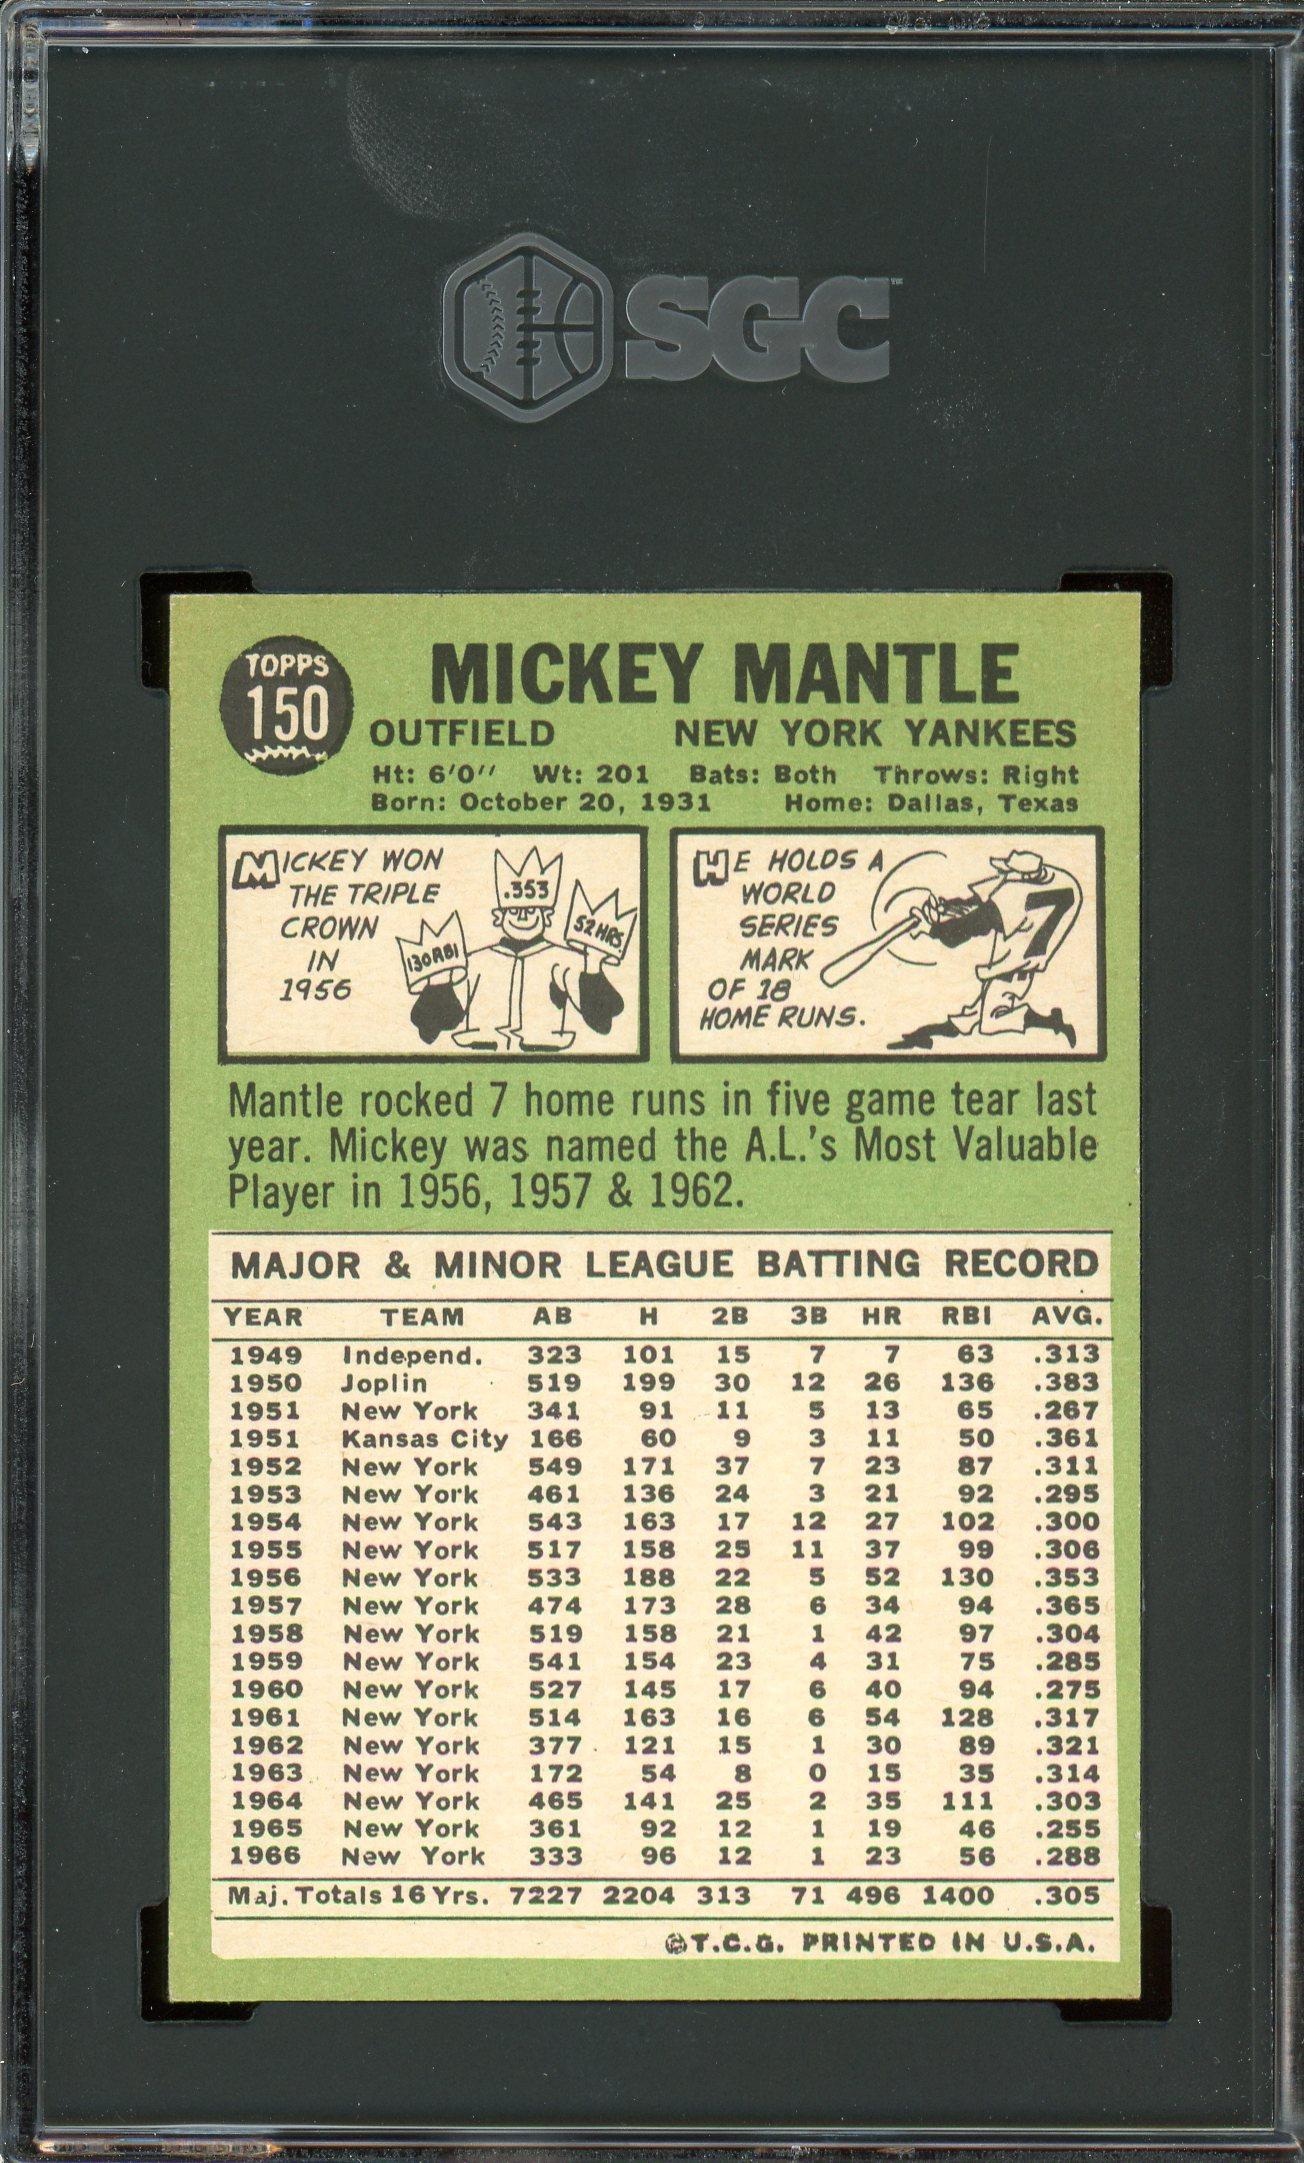 SGC™
TOPPS
150
MICKEY MANTLE
OUTFIELD NEW YORK YANKEES
Ht: 6'0" Wt: 201 Bats: Both Throws: Right
Born: October 20, 1931 Home: Dallas, Texas
MICKEY WON
THE TRIPLE
CROWN
IN
1956
.353
130 RBI
52 HRS
HE HOLDS A
WORLD
SERIES
MARK
OF 18
HOME RUNS.
7
Mantle rocked 7 home runs in five game tear last
year. Mickey was named the A.L.'s Most Valuable
Player in 1956, 1957 & 1962.
MAJOR & MINOR LEAGUE BATTING RECORD
YEAR TEAM AB H 2B 3B HR RBI AVG.
1949 Independ. 323 101 15 7 7 63 .313
1950 Joplin 519 199 30 12 26 136 .383
1951 New York 341 91 11 5 13 65 .267
1951 Kansas City 166 60 9 3 11 50 .361
1952 New York 549 171 37 7 23 87 .311
1953 New York 461 136 24 3 21 92 .295
1954 New York 543 163 17 12 27 102 .300
1955 New York 517 158 25 11 37 99 .306
1956 New York 533 188 22 5 52 130 .353
1957 New York 474 173 28 6 34 94 .365
1958 New York 519 158 21 1 42 97 .304
1959 New York 541 154 23 4 31 75 .285
1960 New York 527 145 17 6 40 94 .275
1961 New York 514 163 16 6 54 128 .317
1962 New York 377 121 15 1 30 89 .321
1963 New York 172 54 8 0 15 35 .314
1964 New York 465 141 25 2 35 111 .303
1965 New York 361 92 12 1 19 46 .255
1966 New York 333 96 12 1 23 56 .288
Maj. Totals 16 Yrs. 7227 2204 313 71 496 1400 .305
©T.C.G. PRINTED IN U.S.A.